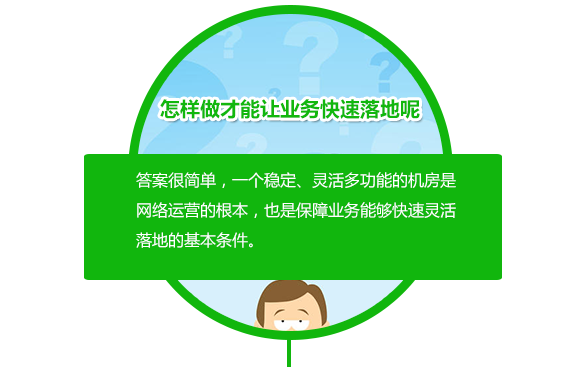 怎样做才能让业务快速落地呢
答案很简单，一个稳定、灵活多功能的机房是
网络运营的根本，也是保障业务能够快速灵活
落地的基本条件。